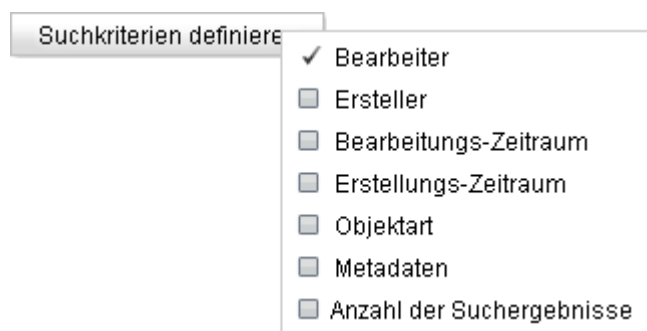 Suchkriterien definiere
Bearbeiter
Ersteller
Bearbeitungs-Zeitraum
Erstellungs-Zeitraum
Objektart
Metadaten
Anzahl der Suchergebnisse